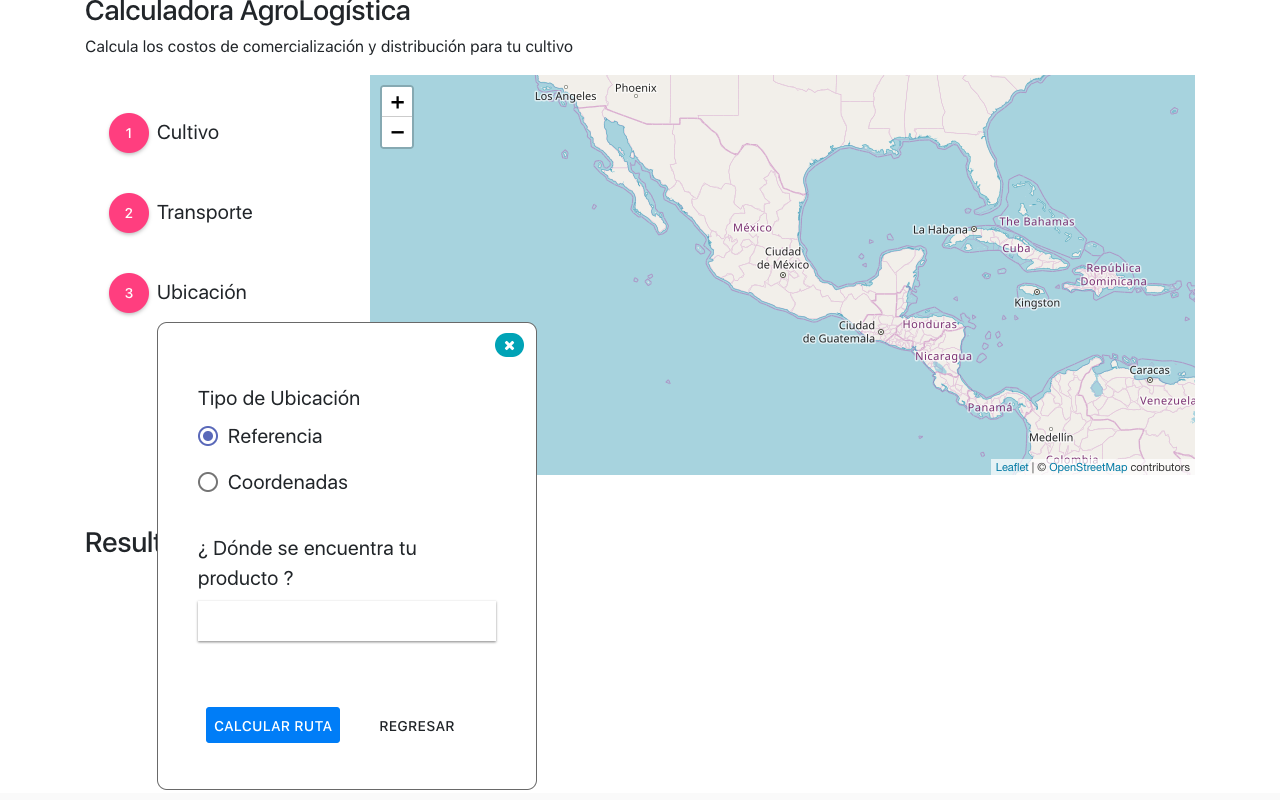 Calculadora AgroLogística
Calcula los costos de comercialización y distribución para tu cultivo
1 Cultivo
2 Transporte
3 Ubicación
+
−
Los Angeles
Phoenix
México
Ciudad
de México
La Habana
The Bahamas
Cuba
República
Dominicana
Kingston
Ciudad
de Guatemala
Honduras
Nicaragua
Caracas
Venezuela
Panamá
Medellín
Colombia
Leaflet | © OpenStreetMap contributors
Tipo de Ubicación
Referencia
Coordenadas
Result
¿ Dónde se encuentra tu
producto ?
CALCULAR RUTA
REGRESAR